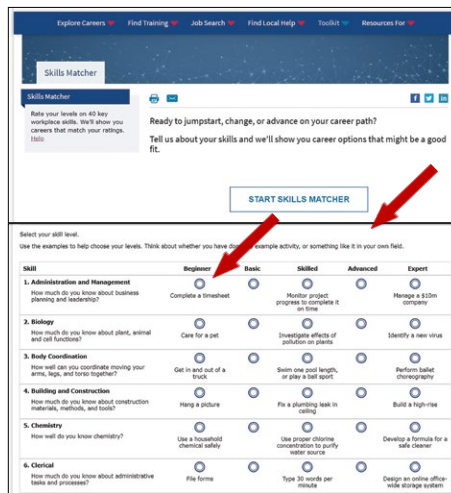 Explore Careers Find Training Job Search Find Local Help Toolkit Resources For
Skills Matcher
Skills Matcher
Rate your levels on 40 key
workplace skills. We'll show you
careers that match your ratings.
Help
Ready to jumpstart, change, or advance on your career path?
Tell us about your skills and we'll show you career options that might be a good
fit.
START SKILLS MATCHER
Select your skill level.
Use the examples to help choose your levels. Think about whether you have example activity, or something like it in your own field.
Skill Beginner Basic Skilled Advanced Expert
1. Administration and Management
How much do you know about business
planning and leadership?
Complete a timesheet
Monitor project
progress to complete it
on time
Manage a $10m
company
2. Biology
How much do you know about plant, animal
and cell functions?
Care for a pet
Investigate effects of
pollution on plants
Identify a new virus
3. Body Coordination
How well can you coordinate moving your
arms, legs, and torso together?
Get in and out of a
truck
Swim one pool length,
or play a ball sport
Perform ballet
choreography
4. Building and Construction
How much do you know about construction
materials, methods, and tools?
Hang a picture
Fix a plumbing leak in
ceiling
Build a high-rise
5. Chemistry
How well do you know chemistry?
Use a household
chemical safely
Use proper chlorine
concentration to purify
water source
Develop a formula for a
safe cleaner
6. Clerical
How much do you know about administrative
tasks and processes?
File forms
Type 30 words per
minute
Design an online office-
wide storage system